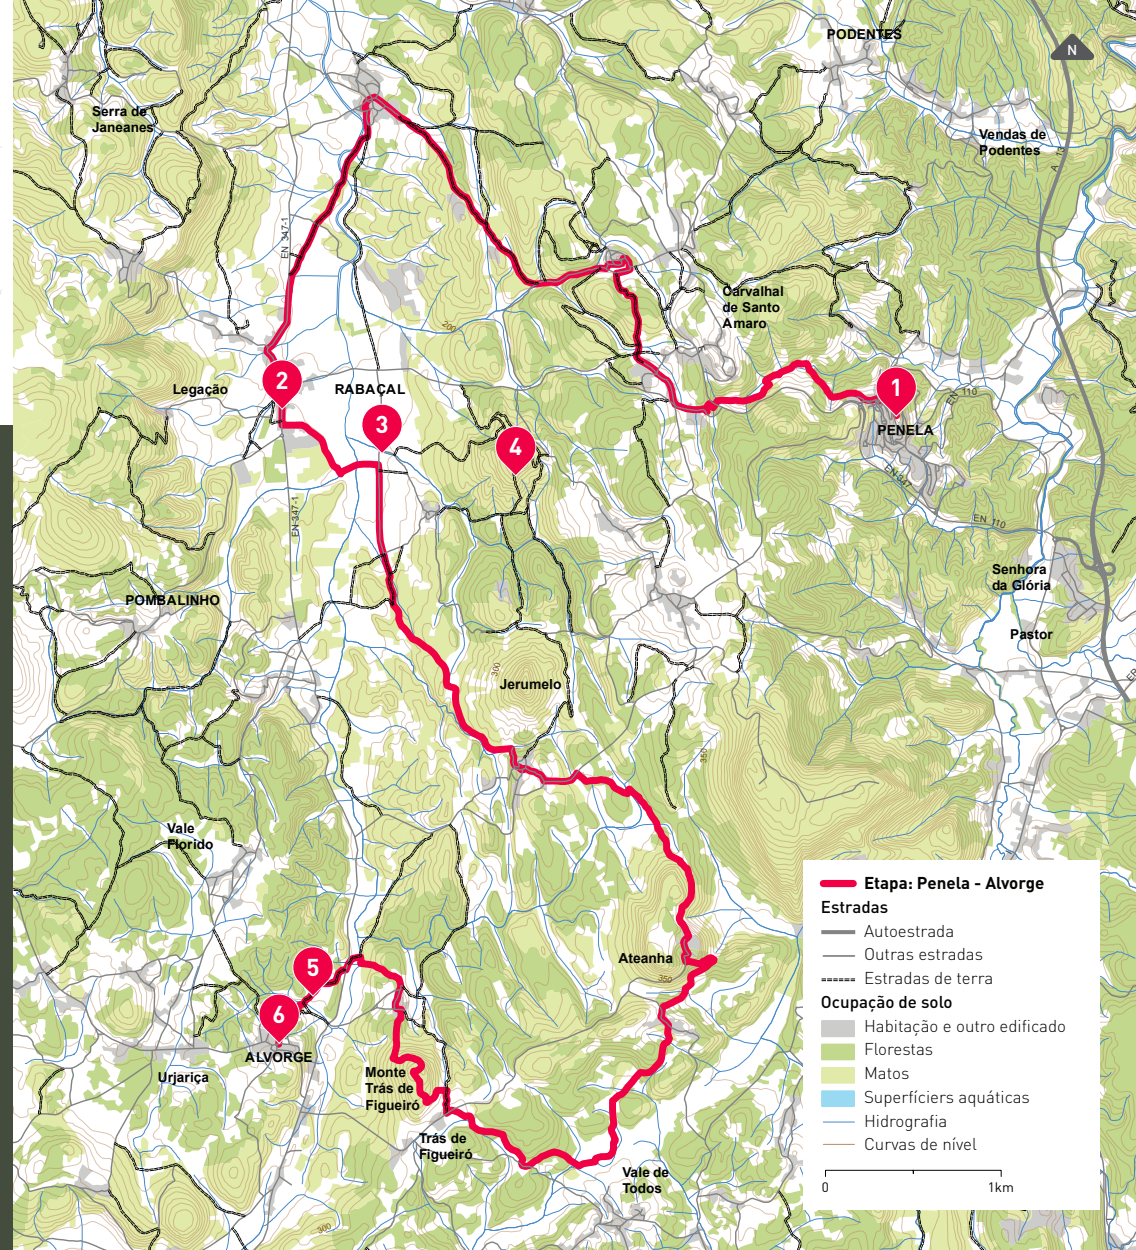 PODENTES
N
Serra de
Janeanes
Vendas de
Podentes
A 13
EN 347-1
Carvalhal
de Santo
Amaro
200
2
Legação
RABAÇAL
1
EN 110
3
PENELA
4
EN 347
EN 347-1
EN 110
Senhora
da Glória
POMBALINHO
Pastor
300
Jerumelo
350
Vale
Florido
Ateanha
350
5
6
ALVORGE
Urjariça
Monte
Trás de
Figueiró
Trás de
Figueiró
Vale de
Todos
300
Etapa: Penela - Alvorge
Estradas
Autoestrada
Outras estradas
Estradas de terra
Ocupação de solo
Habitação e outro edificado
Florestas
Matos
Superfíciers aquáticas
Hidrografia
Curvas de nível
0 1km